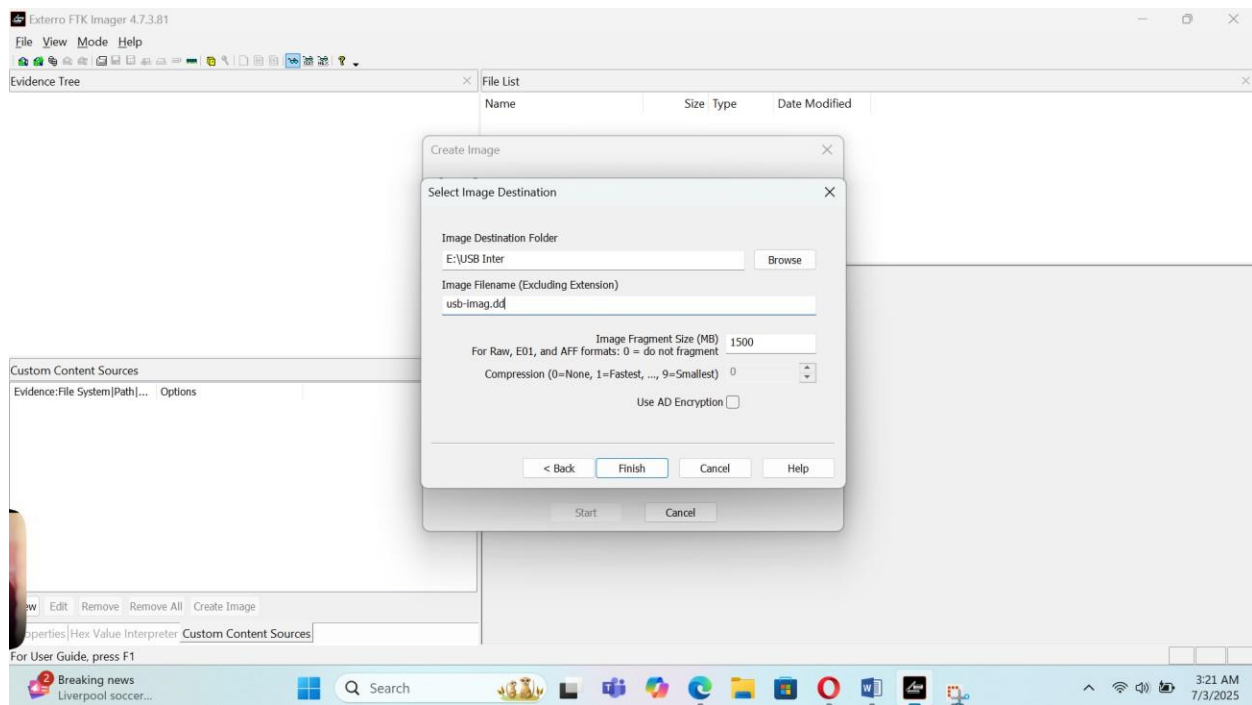 Exterro FTK Imager 4.7.3.81
File View Mode Help
Evidence Tree
File List
Name Size Type Date Modified
Create Image
Select Image Destination
Image Destination Folder
E:\USB Inter
Browse
Image Filename (Excluding Extension)
usb-imag.dd
Image Fragment Size (MB) 1500
For Raw, E01, and AFF formats: 0 = do not fragment
Compression (0=None, 1=Fastest, ..., 9=Smallest) 0
Use AD Encryption
< Back Finish Cancel Help
Start Cancel
Custom Content Sources
Evidence:File System|Path|... Options
Edit Remove Remove All Create Image
Hex Value Interpreter Custom Content Sources
For User Guide, press F1
2
Breaking news
Liverpool soccer...
Search
3:21 AM
7/3/2025